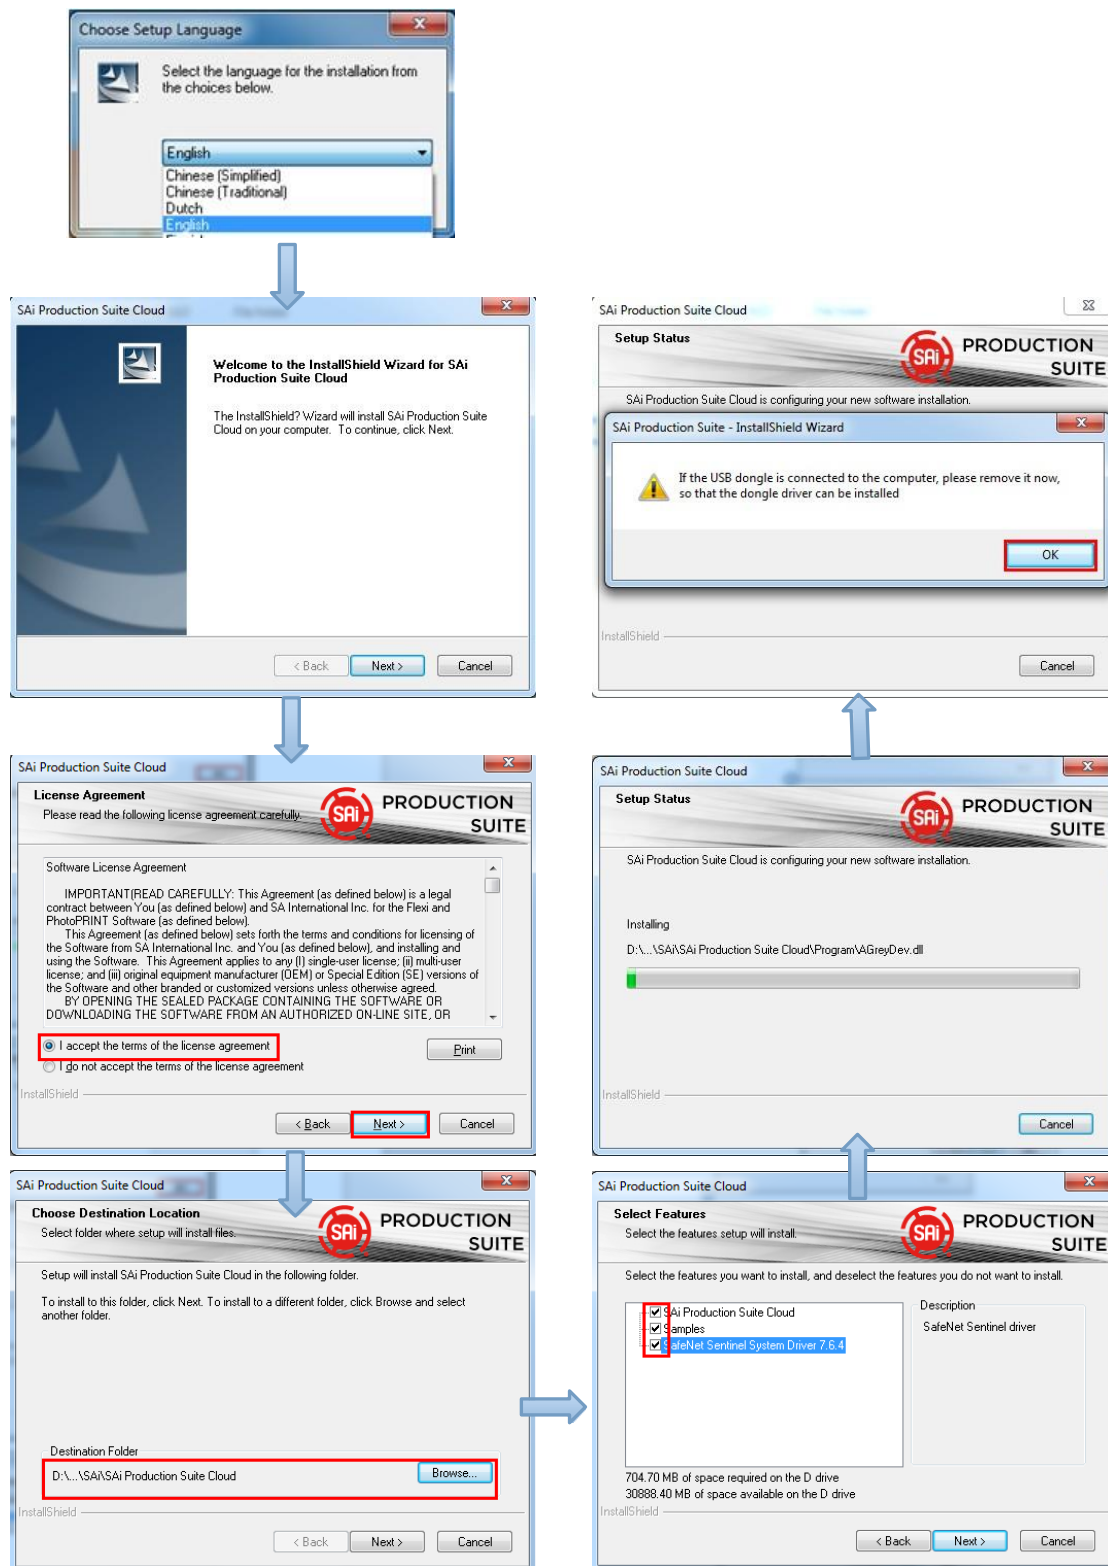 Choose Setup Language
Select the language for the installation from
the choices below.
English
Chinese (Simplified)
Chinese (Traditional)
Dutch
English
SAi Production Suite Cloud
Welcome to the InstallShield Wizard for SAi
Production Suite Cloud
The InstallShield? Wizard will install SAi Production Suite
Cloud on your computer. To continue, click Next.
< Back Next > Cancel
SAi Production Suite Cloud
License Agreement
Please read the following license agreement carefully.
SAi PRODUCTION
SUITE
Software License Agreement
IMPORTANT(READ CAREFULLY: This Agreement (as defined below) is a legal
contract between You (as defined below) and SA International Inc. for the Flexi and
PhotoPRINT Software (as defined below).
This Agreement (as defined below) sets forth the terms and conditions for licensing of
the Software from SA International Inc. and You (as defined below), and installing and
using the Software. This Agreement applies to any (I) single-user license; (ii) multi-user
license; and (iii) original equipment manufacturer (OEM) or Special Edition (SE) versions of
the Software and other branded or customized versions unless otherwise agreed.
BY OPENING THE SEALED PACKAGE CONTAINING THE SOFTWARE OR
DOWNLOADING THE SOFTWARE FROM AN AUTHORIZED ON-LINE SITE, OR
I accept the terms of the license agreement
Print
I do not accept the terms of the license agreement
InstallShield
< Back Next > Cancel
SAi Production Suite Cloud
Choose Destination Location
Select folder where setup will install files.
SAi PRODUCTION
SUITE
Setup will install SAi Production Suite Cloud in the following folder.
To install to this folder, click Next. To install to a different folder, click Browse and select
another folder.
Destination Folder
D:\...\SAi\SAi Production Suite Cloud Browse...
InstallShield
< Back Next > Cancel
SAi Production Suite Cloud
Select Features
Select the features setup will install.
SAi PRODUCTION
SUITE
Select the features you want to install, and deselect the features you do not want to install.
SAi Production Suite Cloud
Samples
SafeNet Sentinel System Driver 7.6.4
Description
SafeNet Sentinel driver
704.70 MB of space required on the D drive
30888.40 MB of space available on the D drive
InstallShield
< Back Next > Cancel
SAi Production Suite Cloud
Setup Status
SAi PRODUCTION
SUITE
SAi Production Suite Cloud is configuring your new software installation.
Installing
D:\...\SAi\SAi Production Suite Cloud\Program\AGreyDev.dll
InstallShield
Cancel
SAi Production Suite Cloud
Setup Status
SAi PRODUCTION
SUITE
SAi Production Suite Cloud is configuring your new software installation.
SAi Production Suite - InstallShield Wizard
If the USB dongle is connected to the computer, please remove it now,
so that the dongle driver can be installed
OK
InstallShield
Cancel